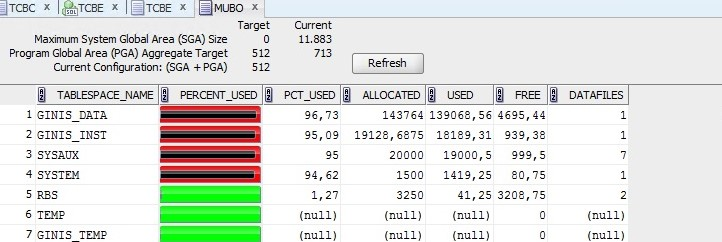 TCBC x TCBE x TCBE x MUBO x
Target Current
Maximum System Global Area (SGA) Size 0 11.883
Program Global Area (PGA) Aggregate Target 512 713
Current Configuration: (SGA + PGA) 512
Refresh
TABLESPACE_NAME PERCENT_USED PCT_USED ALLOCATED USED FREE DATAFILES
1 GINIS_DATA 96,73 143764 139068,56 4695,44 1
2 GINIS_INST 95,09 19128,6875 18189,31 939,38 1
3 SYSAUX 95 20000 19000,5 999,5 7
4 SYSTEM 94,62 1500 1419,25 80,75 1
5 RBS 1,27 3250 41,25 3208,75 2
6 TEMP (null) (null) (null) 0 (null)
7 GINIS_TEMP (null) (null) (null) 0 (null)